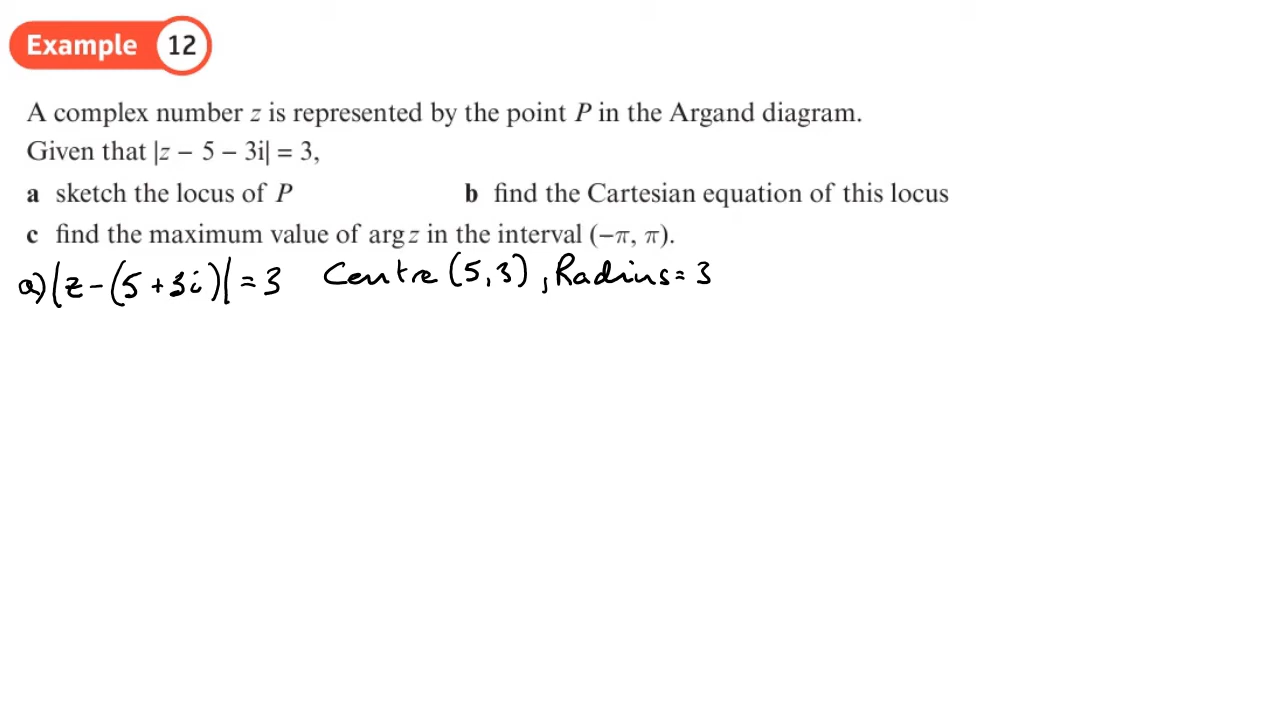 Example 12
A complex number z is represented by the point P in the Argand diagram.
Given that |z − 5 − 3i| = 3,
a sketch the locus of P b find the Cartesian equation of this locus
c find the maximum value of arg z in the interval (−π, π).
a) |z − (5 + 3i)| = 3 Centre (5,3), Radius = 3